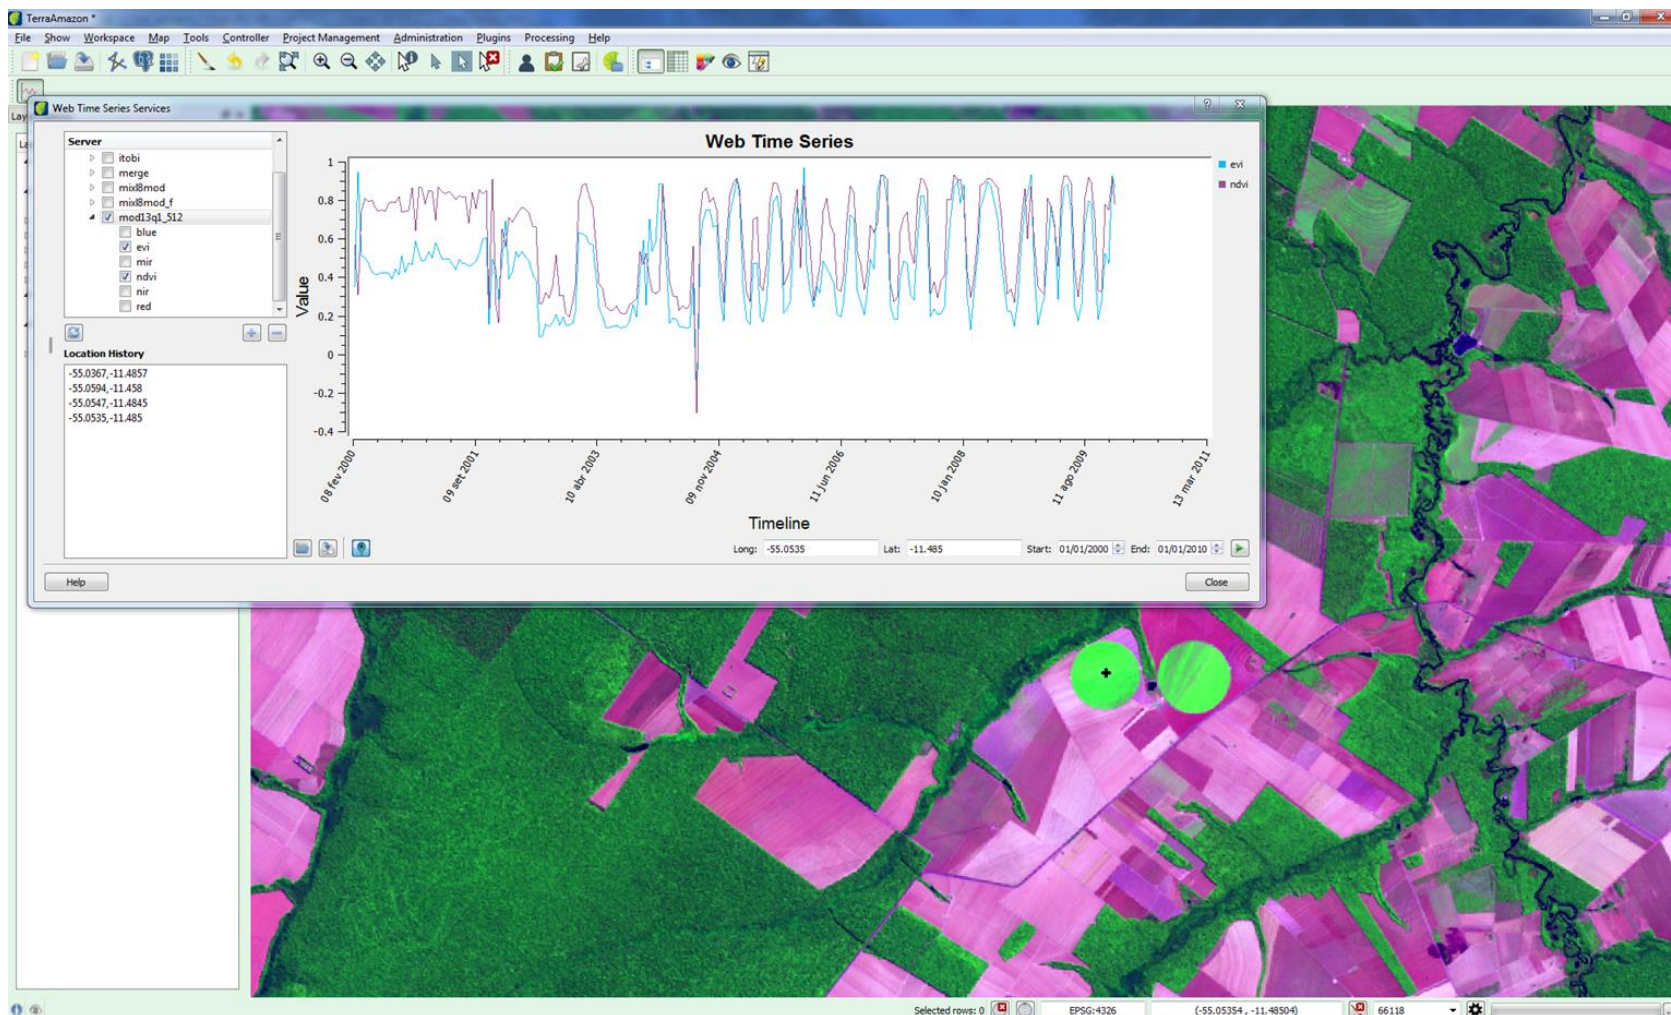 TerraAmazon *
File Show Workspace Map Tools Controller Project Management Administration Plugins Processing Help
Web Time Series Services
Server
itobi
merge
mixl8mod
mixl8mod_f
mod13q1_512
blue
evi
mir
ndvi
nir
red
Location History
-55.0367,-11.4857
-55.0594,-11.458
-55.0547,-11.4845
-55.0535,-11.485
Web Time Series
evi
ndvi
Value
1
0.8
0.6
0.4
0.2
0
-0.2
-0.4
08 fev 2000
09 set 2001
10 abr 2003
09 nov 2004
11 jun 2006
10 jan 2008
11 ago 2009
13 mar 2011
Timeline
Long: -55.0535 Lat: -11.485 Start: 01/01/2000 End: 01/01/2010
Help
Close
Selected rows: 0 EPSG:4326 (-55.05354 , -11.48504) 66118